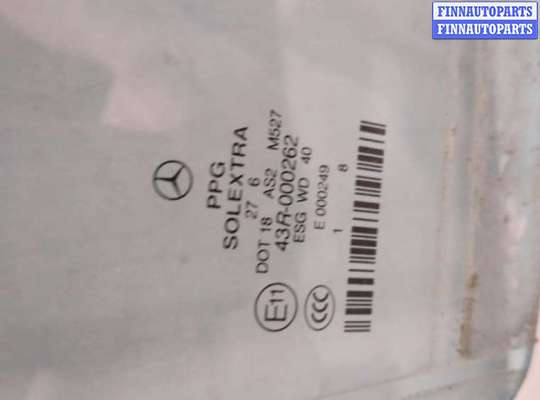 FINNAUTOPARTS
FINNAUTOPARTS
PPG
SOLEXTRA
27 6
DOT 18 AS2 M527
43R-000262
ESG WD 40
E 000249
1 8
E11
CCC